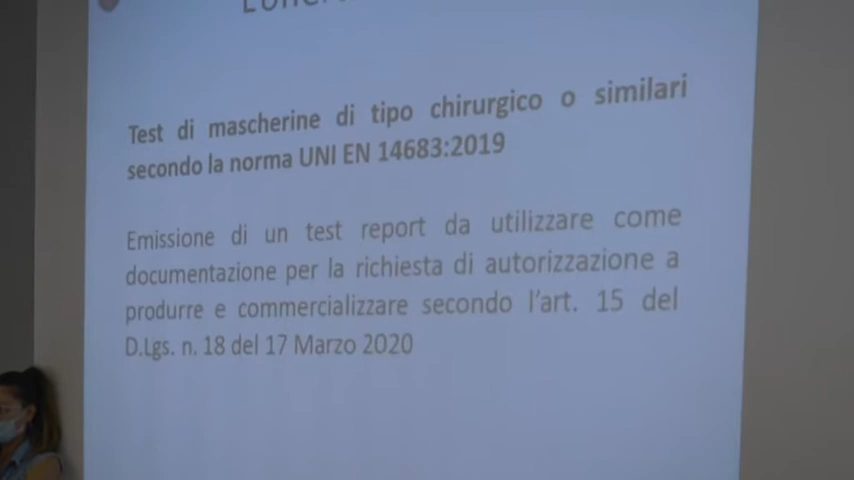 Test di mascherine di tipo chirurgico o similari
secondo la norma UNI EN 14683:2019
Emissione di un test report da utilizzare come
documentazione per la richiesta di autorizzazione a
produrre e commercializzare secondo l'art. 15 del
D.Lgs. n. 18 del 17 Marzo 2020